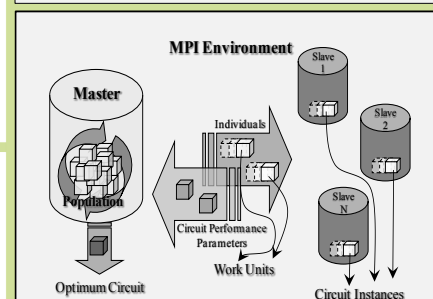 MPI Environment
Master
Population
Optimum Circuit
Individuals
Circuit Performance
Parameters
Work Units
Slave
1
Slave
2
Slave
N
Circuit Instances